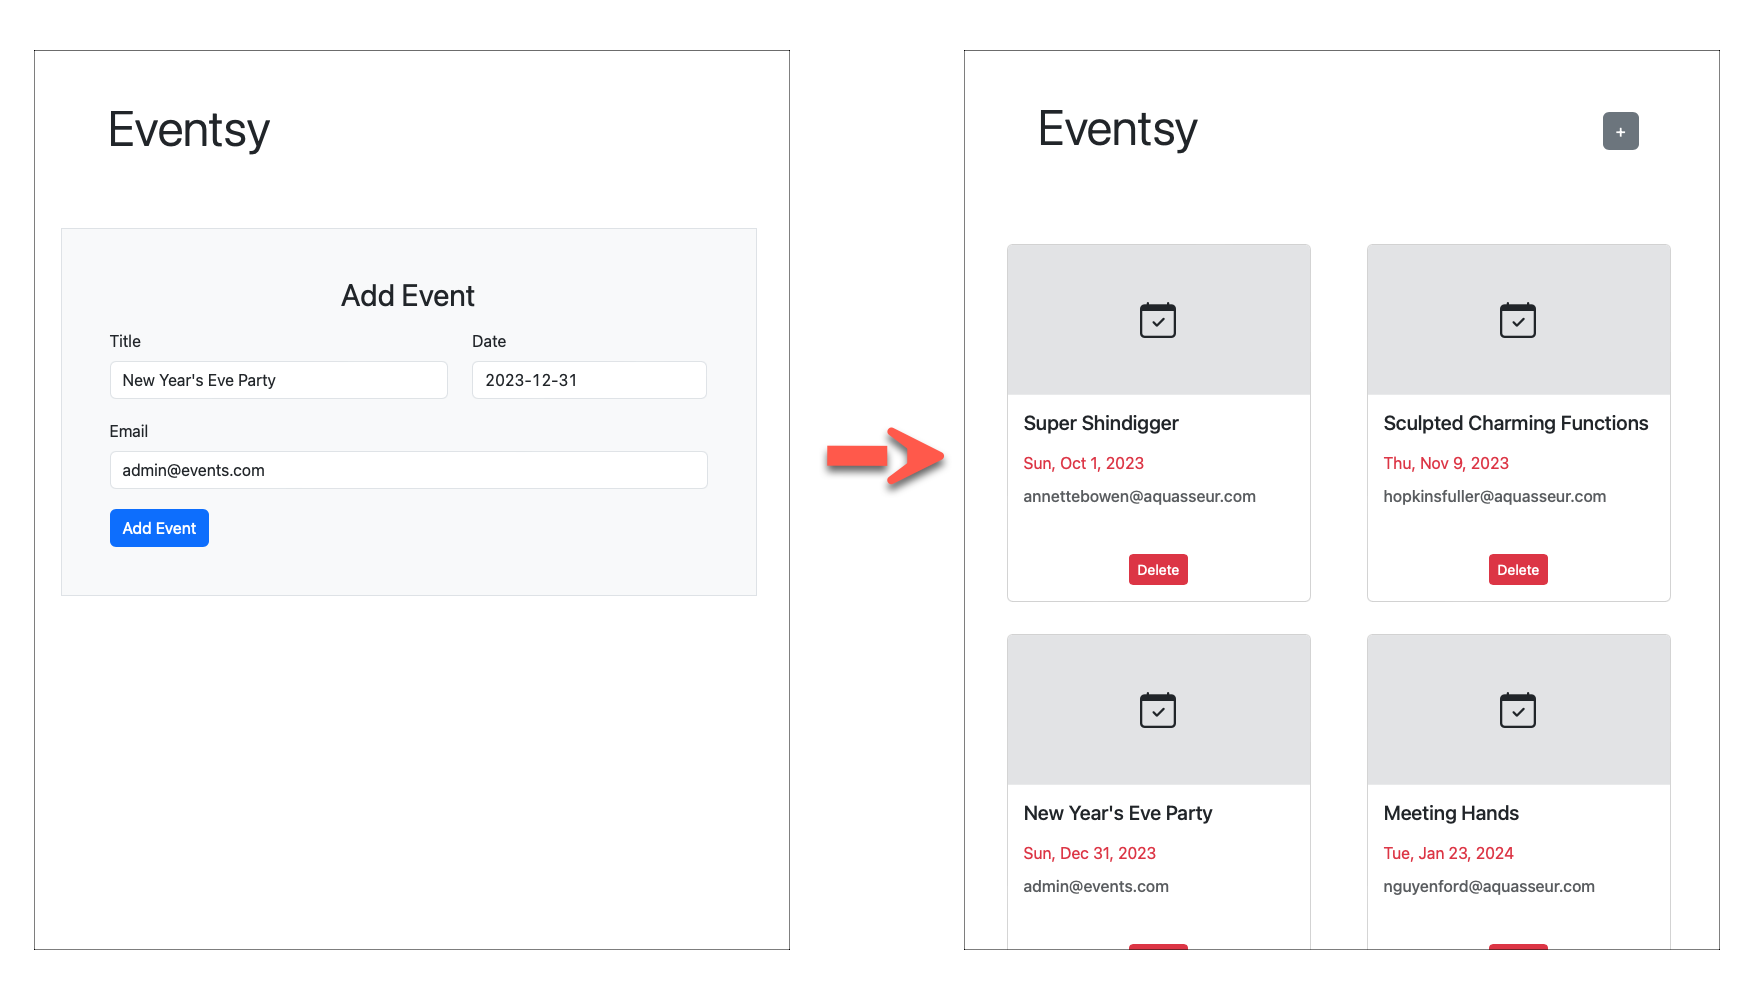 Eventsy
Add Event
Title
Date
New Year's Eve Party
2023-12-31
Email
admin@events.com
Add Event
Eventsy
+
Super Shindigger
Sun, Oct 1, 2023
annettebowen@aquasseur.com
Delete
Sculpted Charming Functions
Thu, Nov 9, 2023
hopkinsfuller@aquasseur.com
Delete
New Year's Eve Party
Sun, Dec 31, 2023
admin@events.com
Meeting Hands
Tue, Jan 23, 2024
nguyenford@aquasseur.com